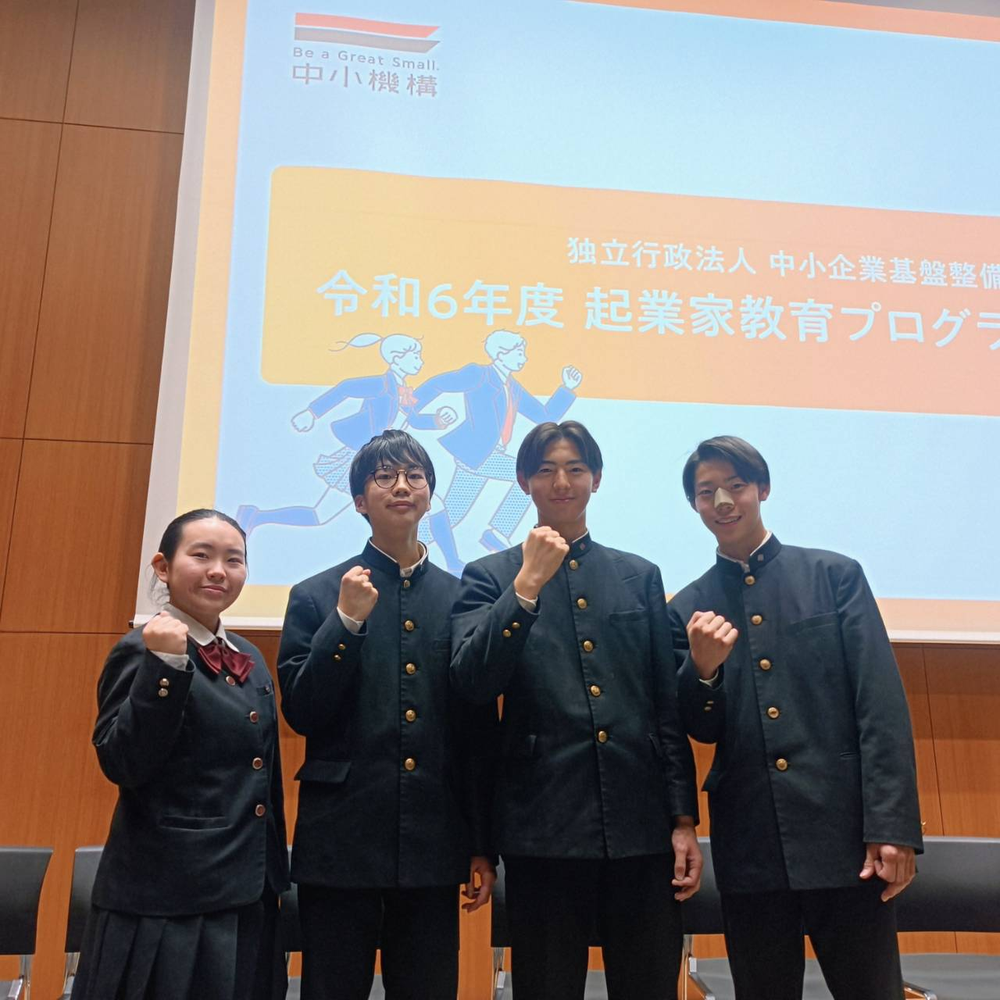 Be a Great Small.
中小機構
独立行政法人 中小企業基盤整備
令和6年度 起業家教育プログラ